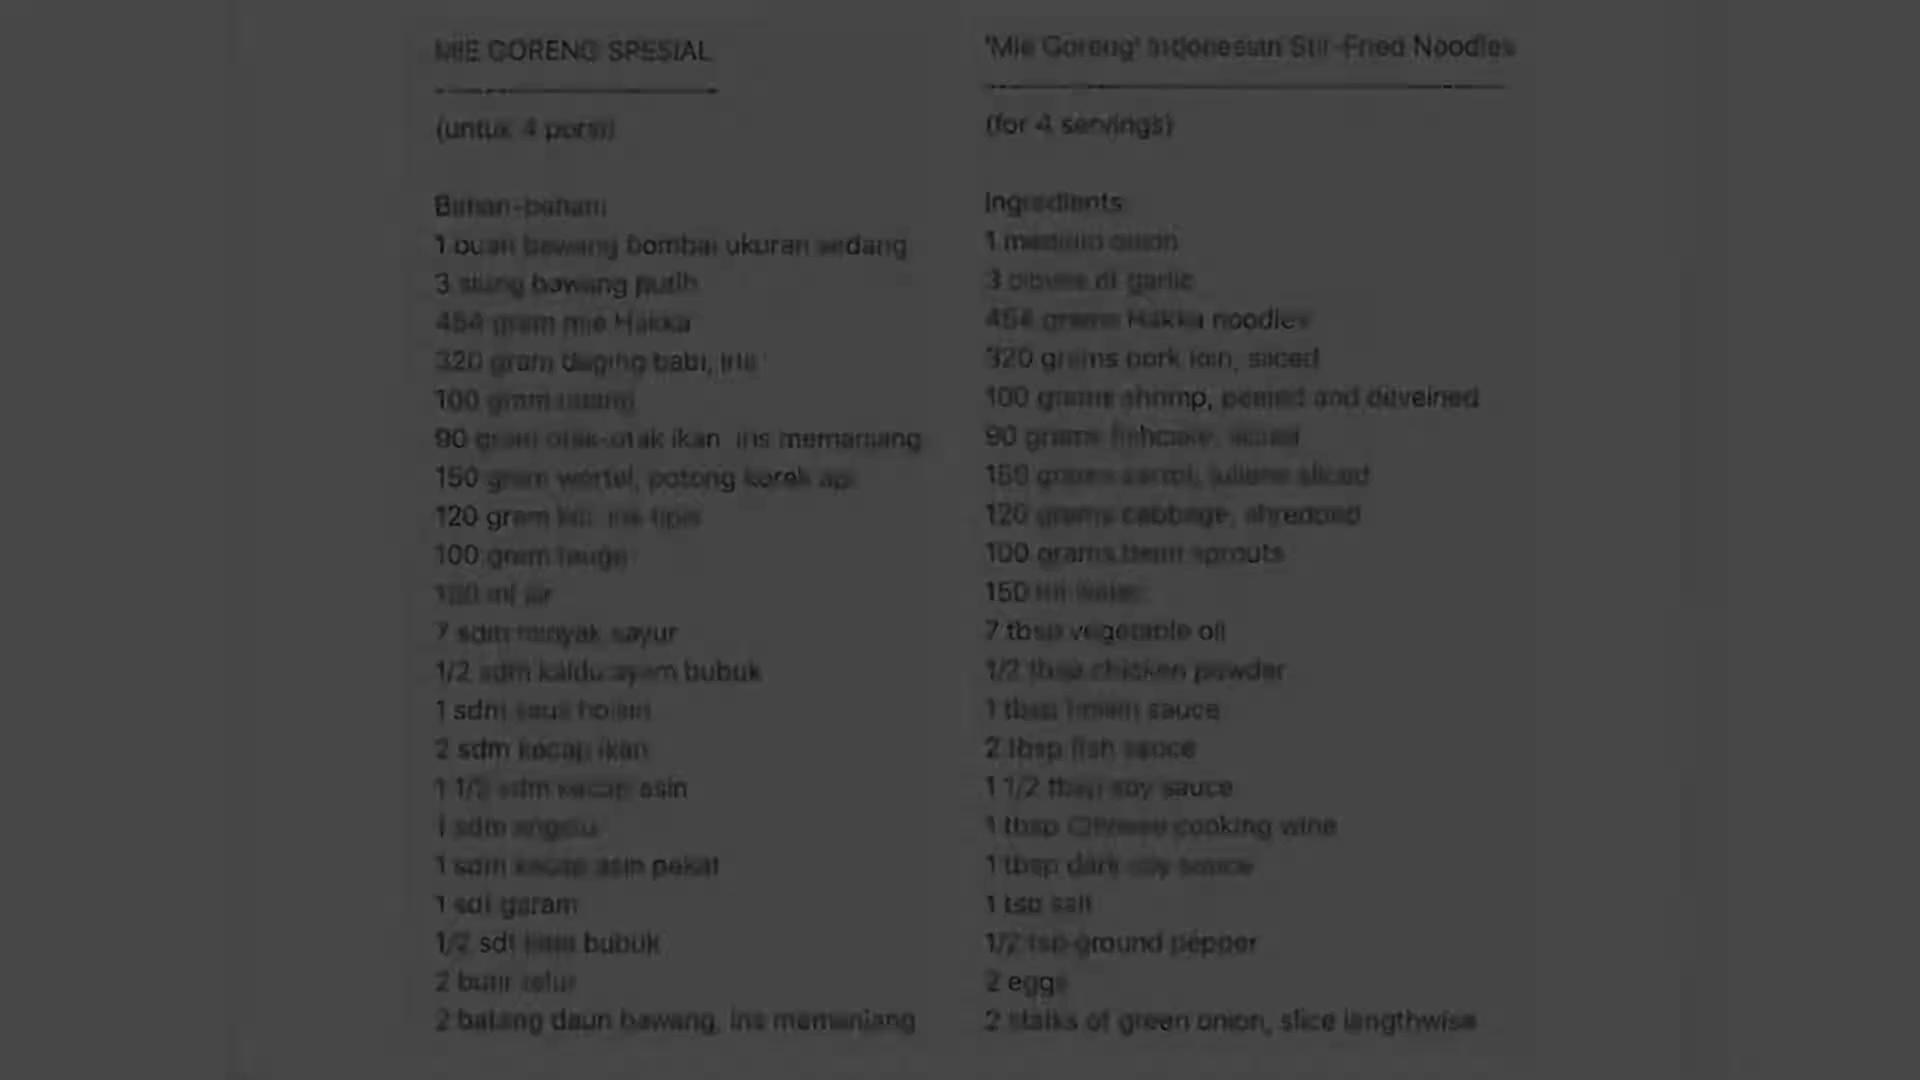 MIE GORENG SPESIAL
(untuk 4 porsi)
Bahan-bahan:
1 buah bawang bombai ukuran sedang
3 siung bawang putih
454 gram mie Hakka
320 gram daging babi, iris
100 gram udang
90 gram otak-otak ikan, iris memanjang
150 gram wortel, potong korek api
120 gram kol, iris tipis
100 gram tauge
ml air
7 sdm minyak sayur
1/2 sdm kaldu ayam bubuk
1 sdm saus hoisin
2 sdm kecap ikan
1 1/2 sdm kecap asin
1 sdm angciu
1 sdm kecap asin pekat
1 sdt garam
1/2 sdt lada bubuk
2 butir telur
2 batang daun bawang, iris memanjang
'Mie Goreng' Indonesian Stir-Fried Noodles
(for 4 servings)
Ingredients:
1 medium onion
3 cloves of garlic
454 grams Hakka noodles
320 grams pork loin, sliced
100 grams shrimp, peeled and deveined
90 grams fishcake, sliced
150 grams carrot, juliene sliced
120 grams cabbage, shredded
100 grams bean sprouts
150 ml water
7 tbsp vegetable oil
1/2 tbsp chicken powder
1 tbsp hoisin sauce
2 tbsp fish sauce
1 1/2 tbsp soy sauce
1 tbsp Chinese cooking wine
1 tbsp dark soy sauce
1 tsp salt
1/2 tsp ground pepper
2 eggs
2 stalks of green onion, slice lengthwise